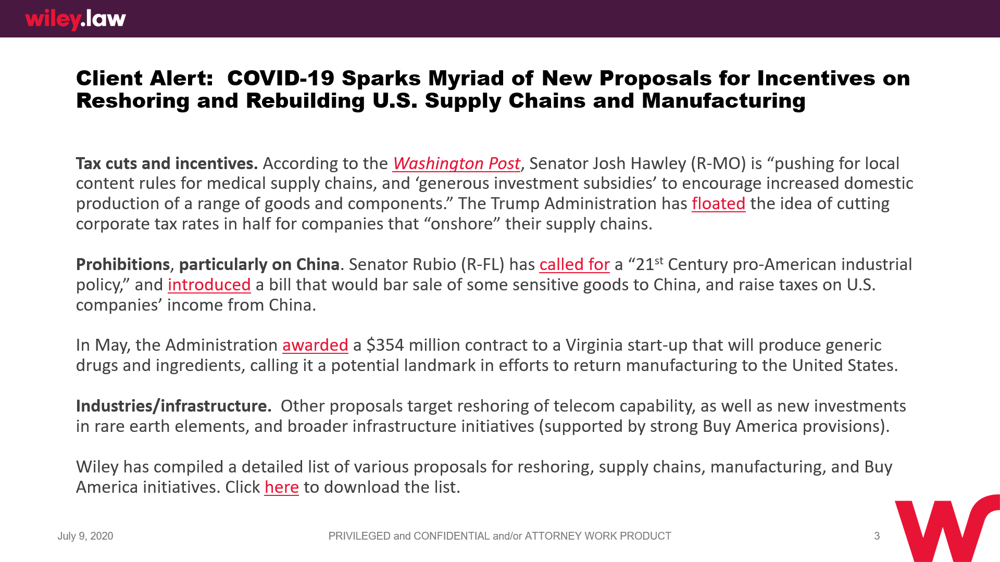 wiley.law
Client Alert:  COVID-19 Sparks Myriad of New Proposals for Incentives on
Reshoring and Rebuilding U.S. Supply Chains and Manufacturing
Tax cuts and incentives. According to the Washington Post, Senator Josh Hawley (R-MO) is “pushing for local
content rules for medical supply chains, and ‘generous investment subsidies’ to encourage increased domestic
production of a range of goods and components.” The Trump Administration has floated the idea of cutting
corporate tax rates in half for companies that “onshore” their supply chains.
Prohibitions, particularly on China. Senator Rubio (R-FL) has called for a “21st Century pro-American industrial
policy,” and introduced a bill that would bar sale of some sensitive goods to China, and raise taxes on U.S.
companies’ income from China.
In May, the Administration awarded a $354 million contract to a Virginia start-up that will produce generic
drugs and ingredients, calling it a potential landmark in efforts to return manufacturing to the United States.
Industries/infrastructure.  Other proposals target reshoring of telecom capability, as well as new investments
in rare earth elements, and broader infrastructure initiatives (supported by strong Buy America provisions).
Wiley has compiled a detailed list of various proposals for reshoring, supply chains, manufacturing, and Buy
America initiatives. Click here to download the list.
July 9, 2020
PRIVILEGED and CONFIDENTIAL and/or ATTORNEY WORK PRODUCT
3